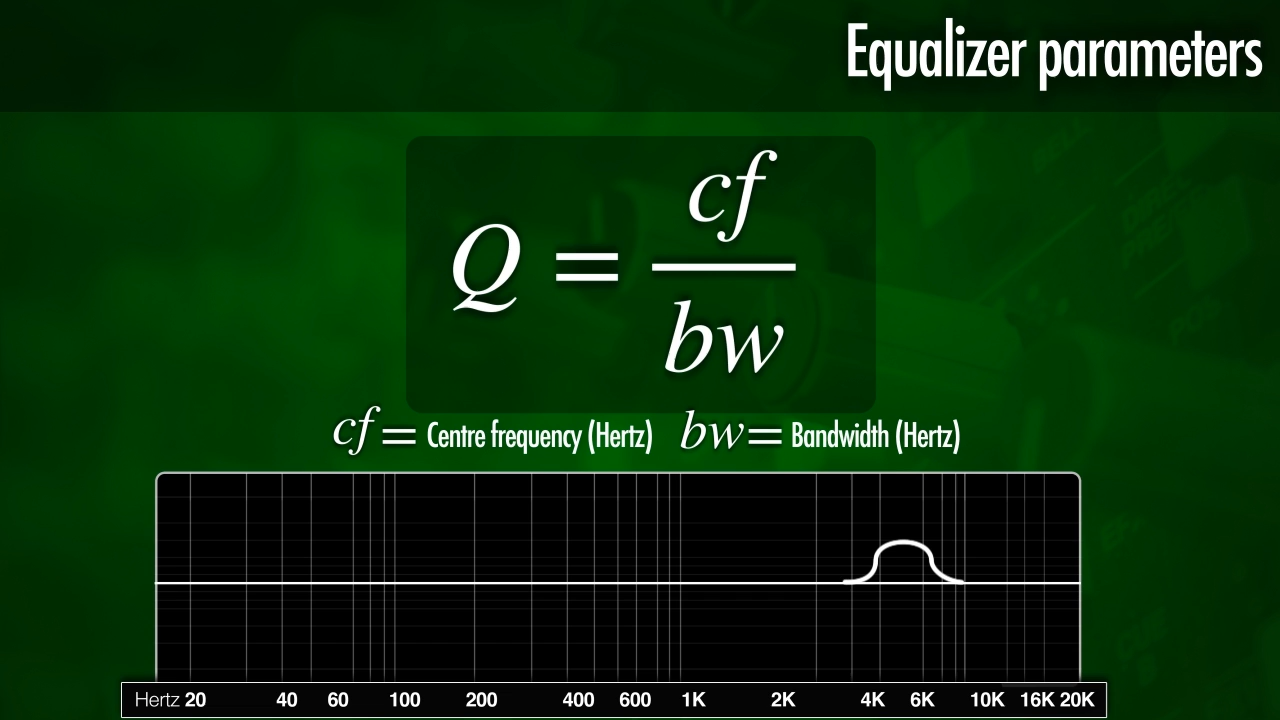 Equalizer parameters
Q = cf / bw
cf = Centre frequency (Hertz) bw = Bandwidth (Hertz)
Hertz 20 40 60 100 200 400 600 1K 2K 4K 6K 10K 16K 20K